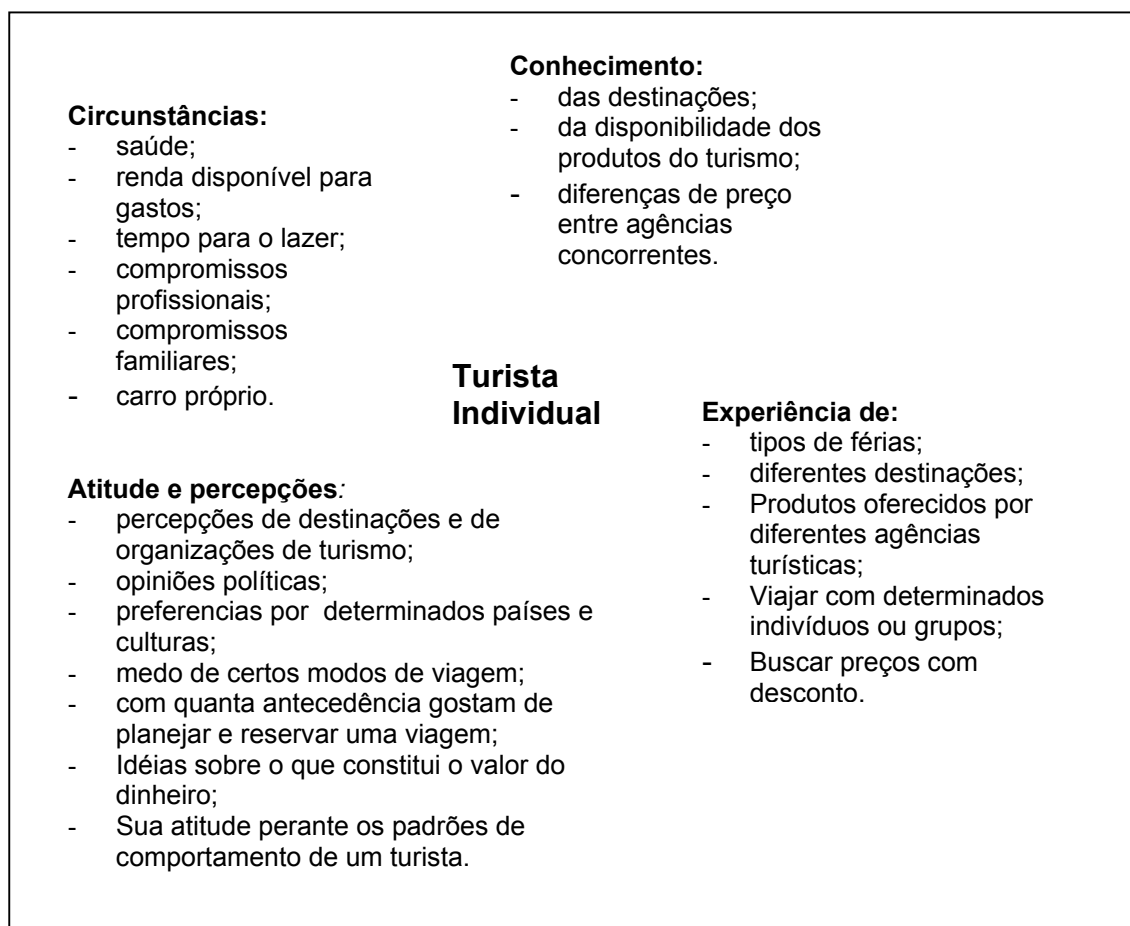 Conhecimento:
- das destinações;
- da disponibilidade dos
produtos do turismo;
- diferenças de preço
entre agências
concorrentes.
Circunstâncias:
- saúde;
- renda disponível para
gastos;
- tempo para o lazer;
- compromissos
profissionais;
- compromissos
familiares;
- carro próprio.
Turista
Individual
Experiência de:
- tipos de férias;
- diferentes destinações;
- Produtos oferecidos por
diferentes agências
turísticas;
- Viajar com determinados
indivíduos ou grupos;
- Buscar preços com
desconto.
Atitude e percepções:
- percepções de destinações e de
organizações de turismo;
- opiniões políticas;
- preferencias por determinados países e
culturas;
- medo de certos modos de viagem;
- com quanta antecedência gostam de
planejar e reservar uma viagem;
- Idéias sobre o que constitui o valor do
dinheiro;
- Sua atitude perante os padrões de
comportamento de um turista.